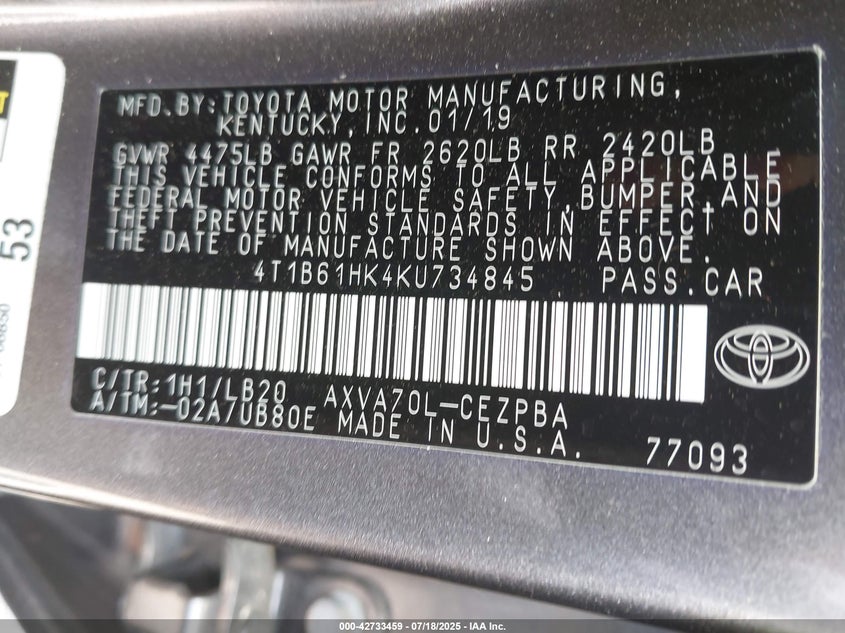 MFD.BY:TOYOTA MOTOR MANUFACTURING,
KENTUCKY,INC.01/19
GVWR 4475LB GAWR FR 2620LB RR 2420LB
THIS VEHICLE CONFORMS TO ALL APPLICABLE
FEDERAL MOTOR VEHICLE SAFETY,BUMPER,AND
THEFT PREVENTION STANDARDS IN EFFECT ON
THE DATE OF MANUFACTURE SHOWN ABOVE.
4T1B61HK4KU734845 PASS.CAR
C/TR:1H1/LB20 AXVA70L-CEZPBA
A/TM:-02A/UB80E MADE IN U.S.A.
77093
53
000-42733459 - 07/18/2025 - IAA Inc.